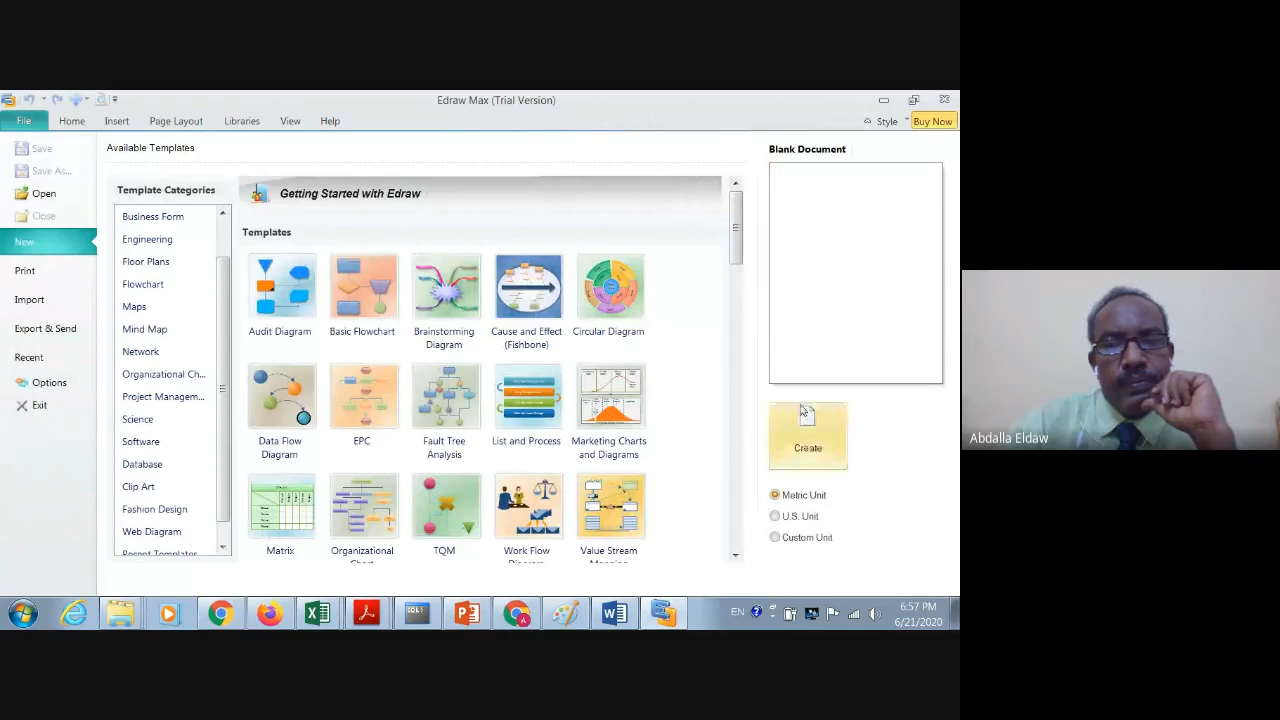 Edraw Max (Trial Version)
File
Home
Insert
Page Layout
Libraries
View
Help
Style
Buy Now
Save
Save As...
Open
Close
New
Print
Import
Export & Send
Recent
Options
Exit
Available Templates
Template Categories
Business Form
Engineering
Floor Plans
Flowchart
Maps
Mind Map
Network
Organizational Ch...
Project Managem...
Science
Software
Database
Clip Art
Fashion Design
Web Diagram
Recent Templates
Getting Started with Edraw
Templates
Audit Diagram
Basic Flowchart
Brainstorming
Diagram
Cause and Effect
(Fishbone)
Circular Diagram
Data Flow
Diagram
EPC
Fault Tree
Analysis
List and Process
Marketing Charts
and Diagrams
Matrix
Organizational
Chart
TQM
Work Flow
Diagram
Value Stream
Mapping
Blank Document
Create
Metric Unit
U.S. Unit
Custom Unit
Abdalla Eldaw
EN
6:57 PM
6/21/2020